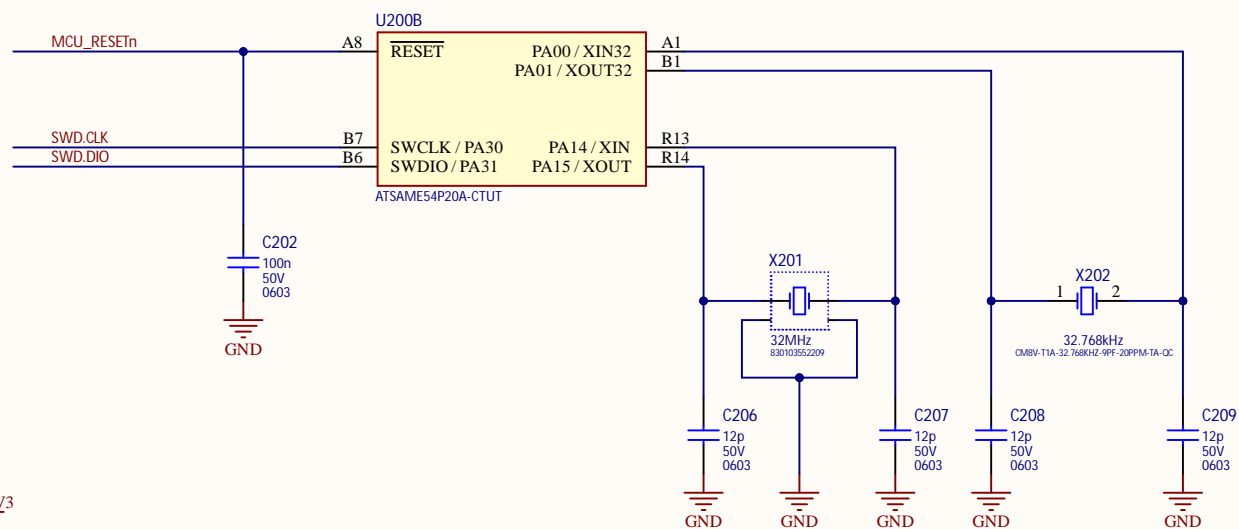 U200B
MCU_RESETn
A8
RESET
PA00 / XIN32
A1
PA01 / XOUT32
B1
SWD.CLK
B7
SWCLK / PA30
PA14 / XIN
R13
SWD.DIO
B6
SWDIO / PA31
PA15 / XOUT
R14
ATSAME54P20A-CTUT
C202
100n
50V
0603
GND
X201
32MHz
830103552209
X202
1
2
32.768kHz
CM8V-T1A-32.768KHZ-9PF-20PPM-TA-QC
C206
12p
50V
0603
GND
GND
C207
12p
50V
0603
GND
C208
12p
50V
0603
GND
C209
12p
50V
0603
GND